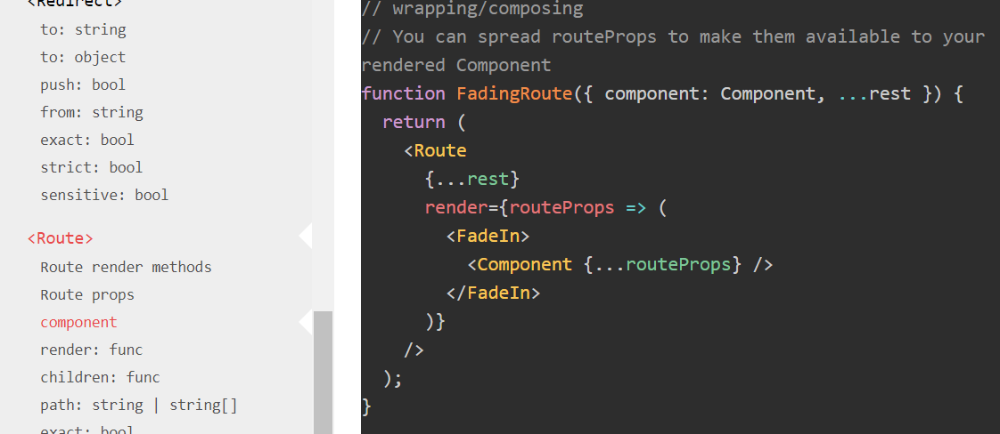 <Redirect>
to: string
to: object
push: bool
from: string
exact: bool
strict: bool
sensitive: bool
<Route>
Route render methods
Route props
component
render: func
children: func
path: string | string[]
exact: bool
// wrapping/composing
// You can spread routeProps to make them available to your
rendered Component
function FadingRoute({ component: Component, ...rest }) {
  return (
    <Route
      {...rest}
      render={routeProps => (
        <FadeIn>
          <Component {...routeProps} />
        </FadeIn>
      )}
    />
  );
}